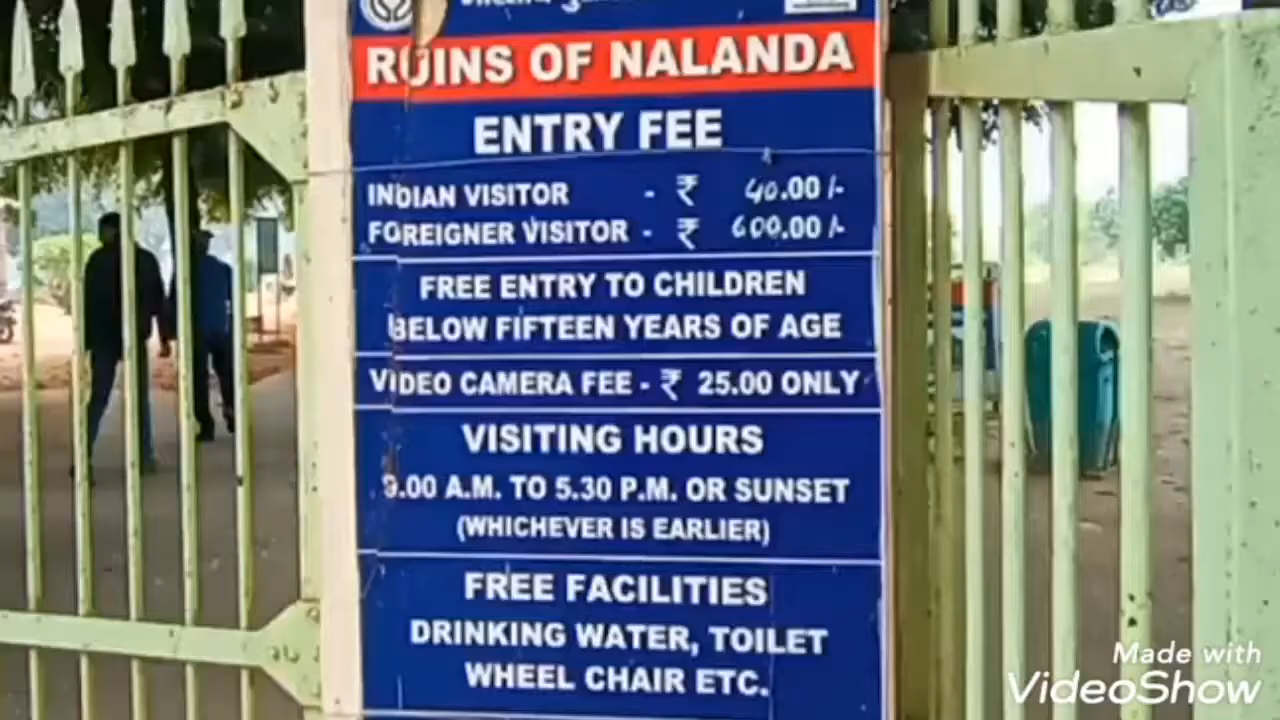 RUINS OF NALANDA
ENTRY FEE
INDIAN VISITOR - ₹ 40.00/-
FOREIGNER VISITOR - ₹ 600.00/-
FREE ENTRY TO CHILDREN
BELOW FIFTEEN YEARS OF AGE
VIDEO CAMERA FEE - ₹ 25.00 ONLY
VISITING HOURS
9.00 A.M. TO 5.30 P.M. OR SUNSET
(WHICHEVER IS EARLIER)
FREE FACILITIES
DRINKING WATER, TOILET
WHEEL CHAIR ETC.
Made with
VideoShow